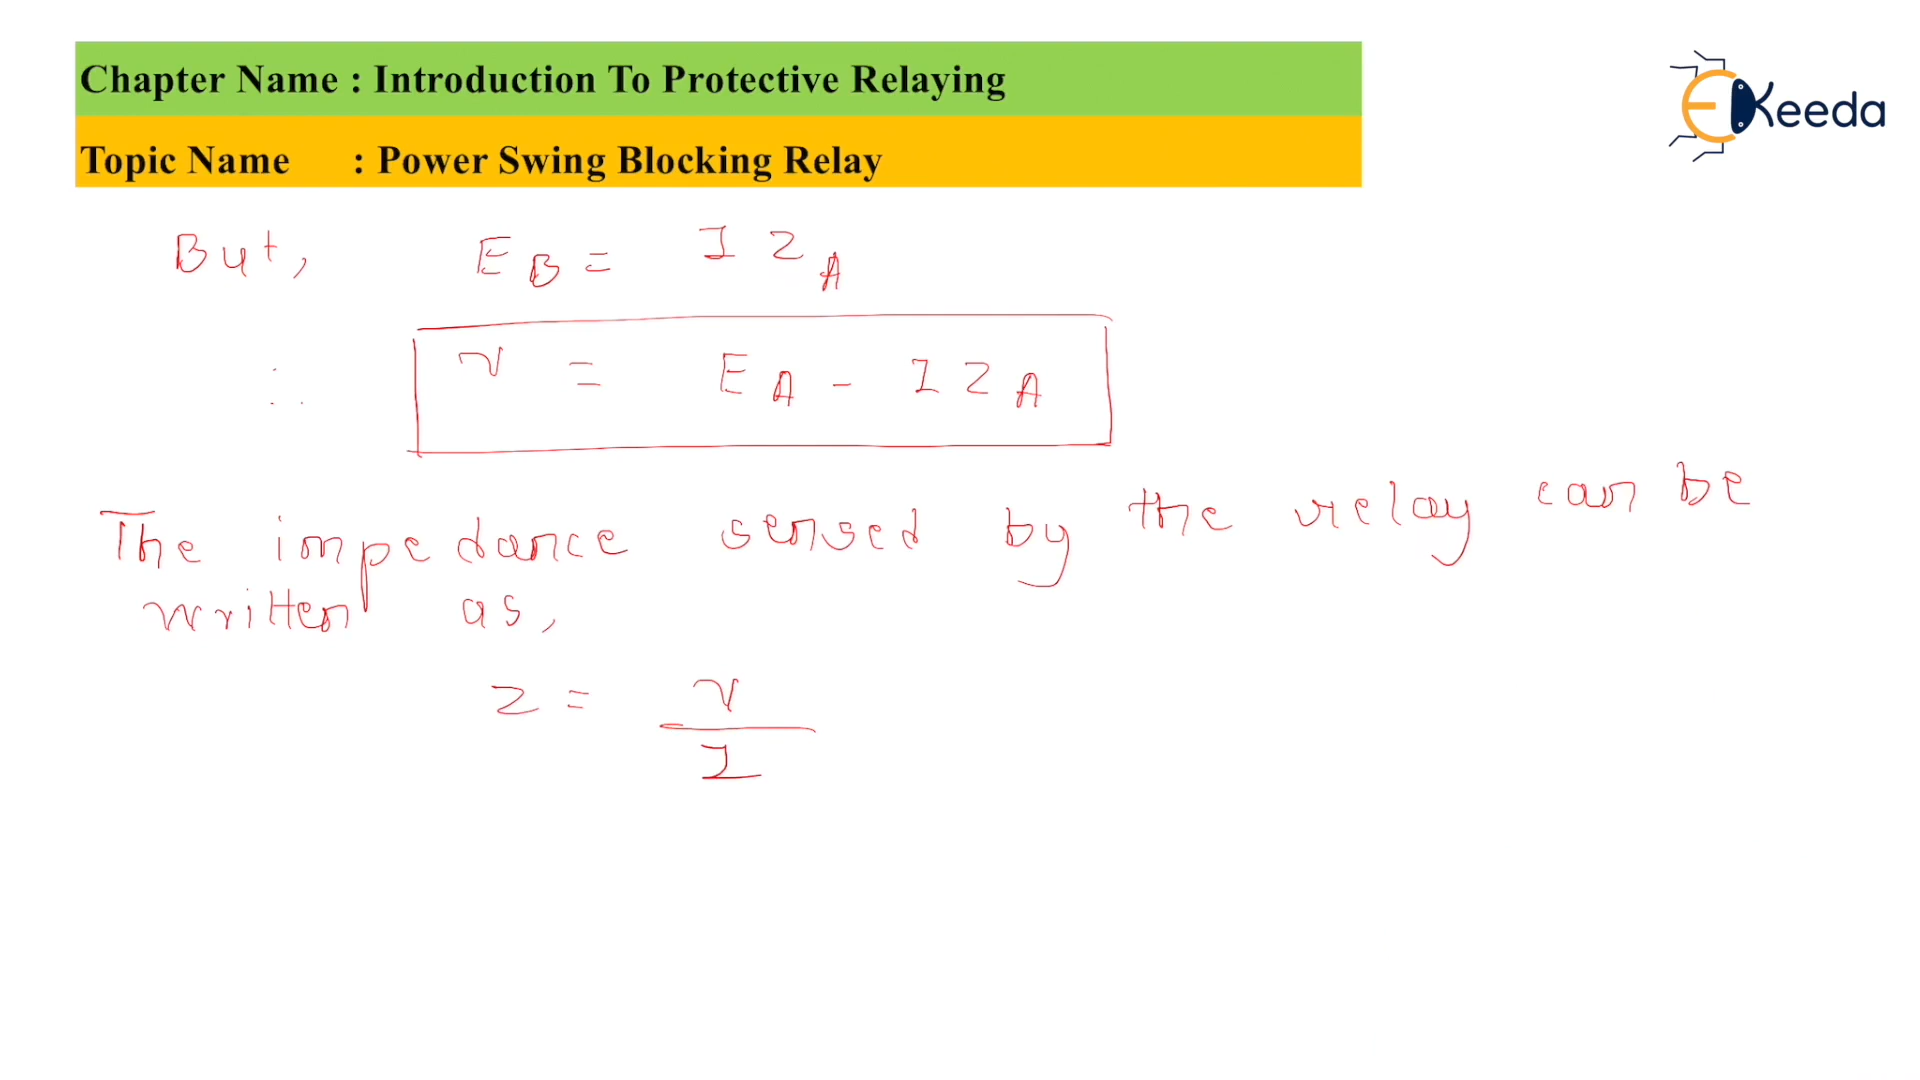 Chapter Name : Introduction To Protective Relaying
Topic Name : Power Swing Blocking Relay
EKeeda
But, E_B = I Z_A
∴ V = E_A - I Z_A
The impedance sensed by the relay can be
written as,
Z = V / I